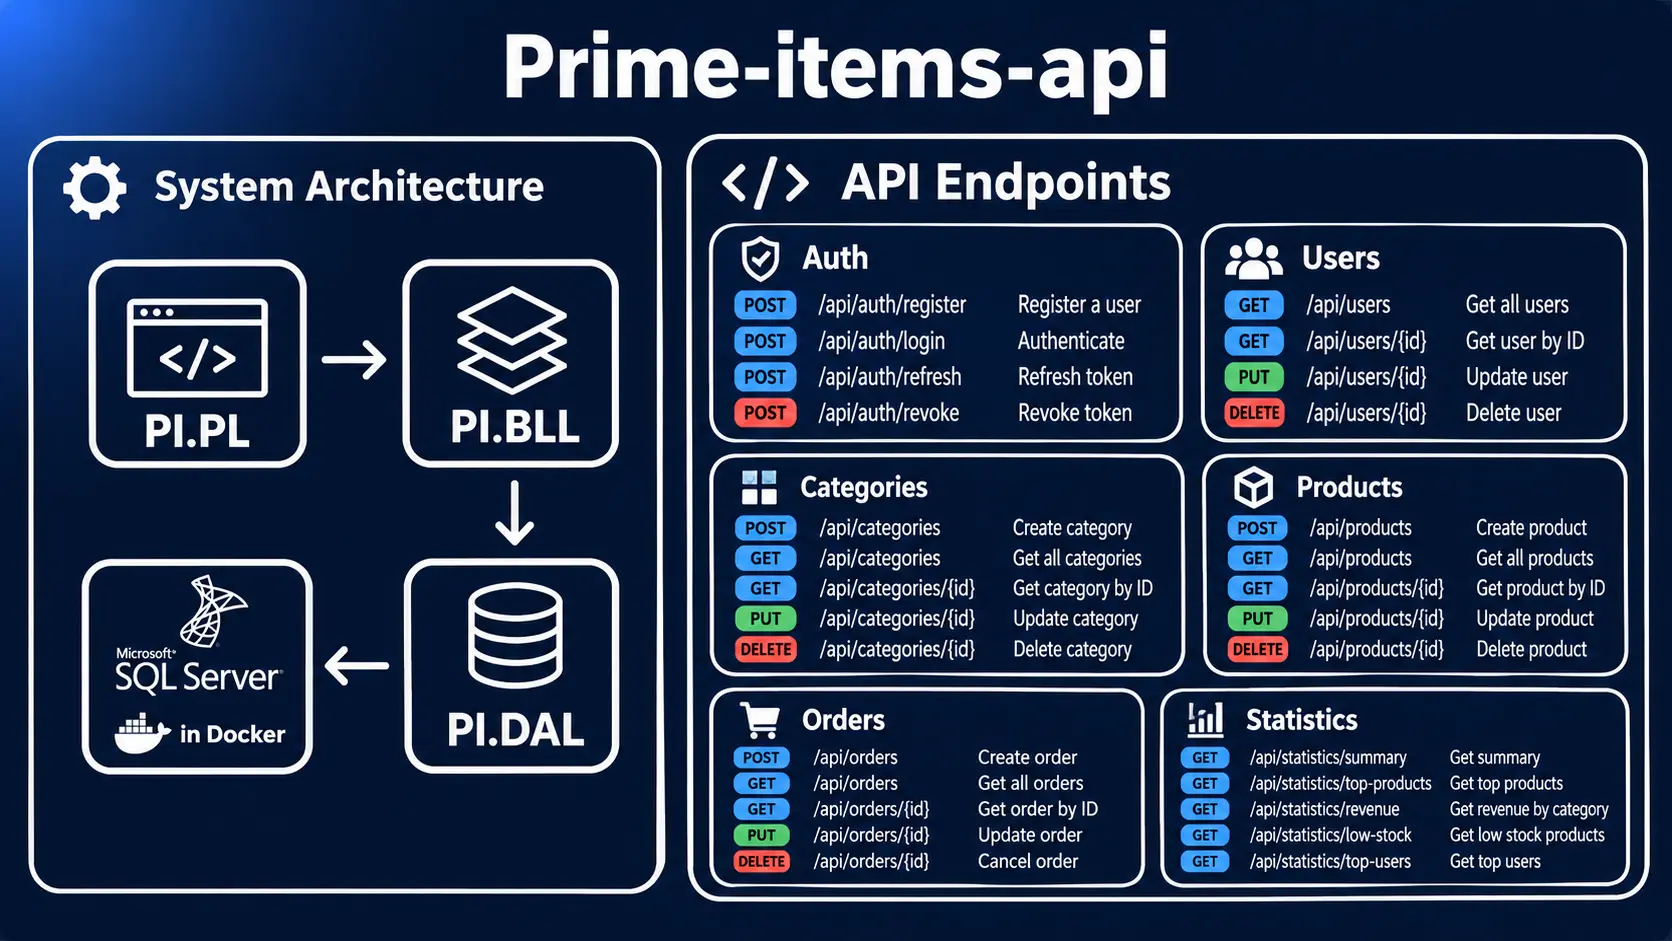 Prime-items-api
System Architecture
</>
PI.PL
PI.BLL
Microsoft®
SQL Server®
in Docker
PI.DAL
</> API Endpoints
Auth
POST /api/auth/register Register a user
POST /api/auth/login Authenticate
POST /api/auth/refresh Refresh token
POST /api/auth/revoke Revoke token
Users
GET /api/users Get all users
GET /api/users/{id} Get user by ID
PUT /api/users/{id} Update user
DELETE /api/users/{id} Delete user
Categories
POST /api/categories Create category
GET /api/categories Get all categories
GET /api/categories/{id} Get category by ID
PUT /api/categories/{id} Update category
DELETE /api/categories/{id} Delete category
Products
POST /api/products Create product
GET /api/products Get all products
GET /api/products/{id} Get product by ID
PUT /api/products/{id} Update product
DELETE /api/products/{id} Delete product
Orders
POST /api/orders Create order
GET /api/orders Get all orders
GET /api/orders/{id} Get order by ID
PUT /api/orders/{id} Update order
DELETE /api/orders/{id} Cancel order
Statistics
GET /api/statistics/summary Get summary
GET /api/statistics/top-products Get top products
GET /api/statistics/revenue Get revenue by category
GET /api/statistics/low-stock Get low stock products
GET /api/statistics/top-users Get top users